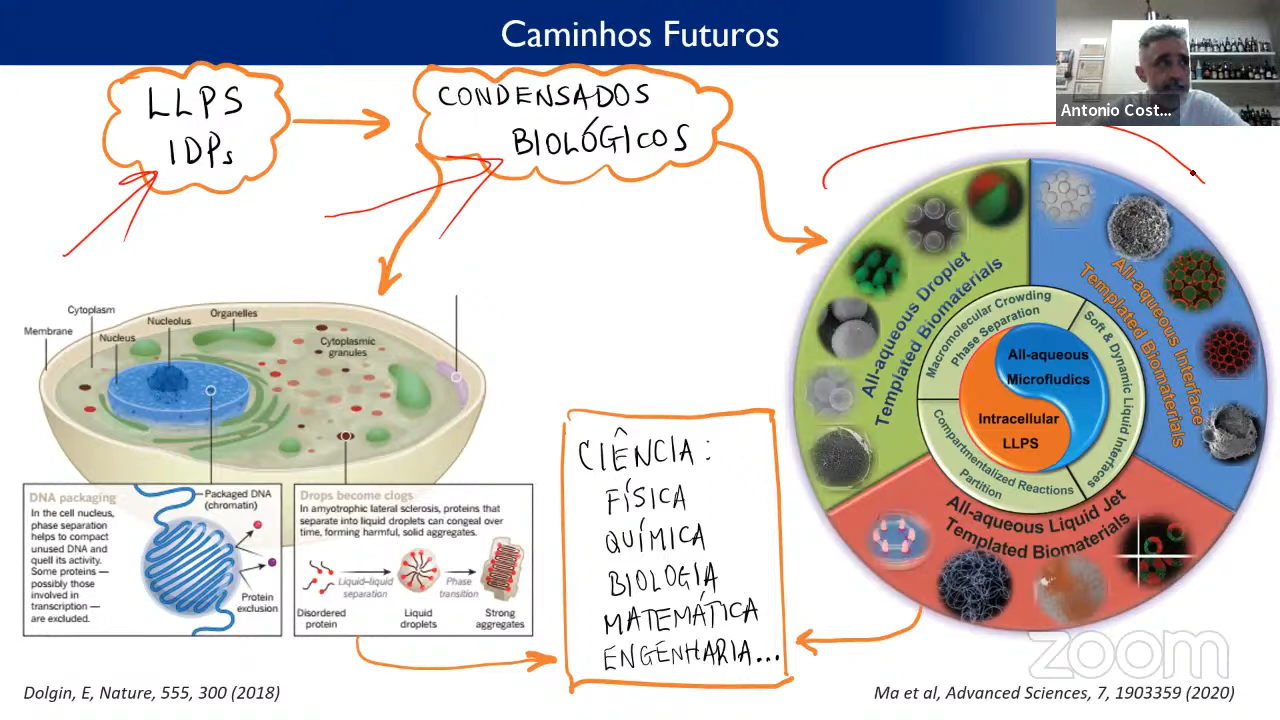 Caminhos Futuros
Antonio Cost...
LLPS
IDPs
CONDENSADOS
BIOLÓGICOS
Cytoplasm
Organelles
Nucleolus
Membrane
Nucleus
Cytoplasmic
granules
DNA packaging
In the cell nucleus,
phase separation
helps to compact
unused DNA and
quell its activity.
Some proteins —
possibly those
involved in
transcription —
are excluded.
Packaged DNA
(chromatin)
Protein
exclusion
Drops become clogs
In amyotrophic lateral sclerosis, proteins that
separate into liquid droplets can congeal over
time, forming harmful, solid aggregates.
Liquid–liquid
separation
Phase
transition
Disordered
protein
Liquid
droplets
Strong
aggregates
CIÊNCIA:
FÍSICA
QUÍMICA
BIOLOGIA
MATEMÁTICA
ENGENHARIA...
All-aqueous Droplet
Templated Biomaterials
All-aqueous Interface
Templated Biomaterials
Macromolecular Crowding
Phase Separation
Soft & Dynamic Liquid Interfaces
Compartmentalized Reactions
Partition
All-aqueous
Microfludics
Intracellular
LLPS
All-aqueous Liquid Jet
Templated Biomaterials
zoom
Dolgin, E, Nature, 555, 300 (2018)
Ma et al, Advanced Sciences, 7, 1903359 (2020)